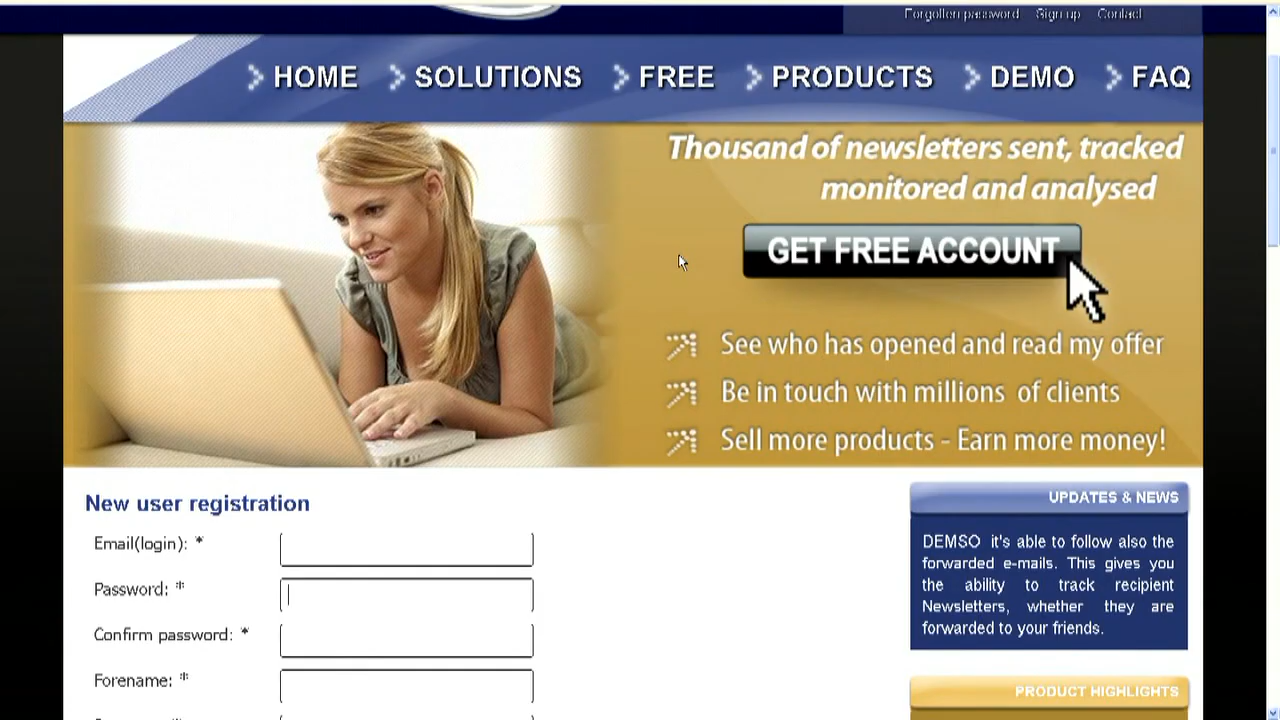 Forgotten password Sign up Contact
HOME SOLUTIONS FREE PRODUCTS DEMO FAQ
Thousand of newsletters sent, tracked
monitored and analysed
GET FREE ACCOUNT
See who has opened and read my offer
Be in touch with millions of clients
Sell more products - Earn more money!
New user registration
Email(login): *
Password: *
Confirm password: *
Forename: *
UPDATES & NEWS
DEMSO it's able to follow also the
forwarded e-mails. This gives you
the ability to track recipient
Newsletters, whether they are
forwarded to your friends.
PRODUCT HIGHLIGHTS